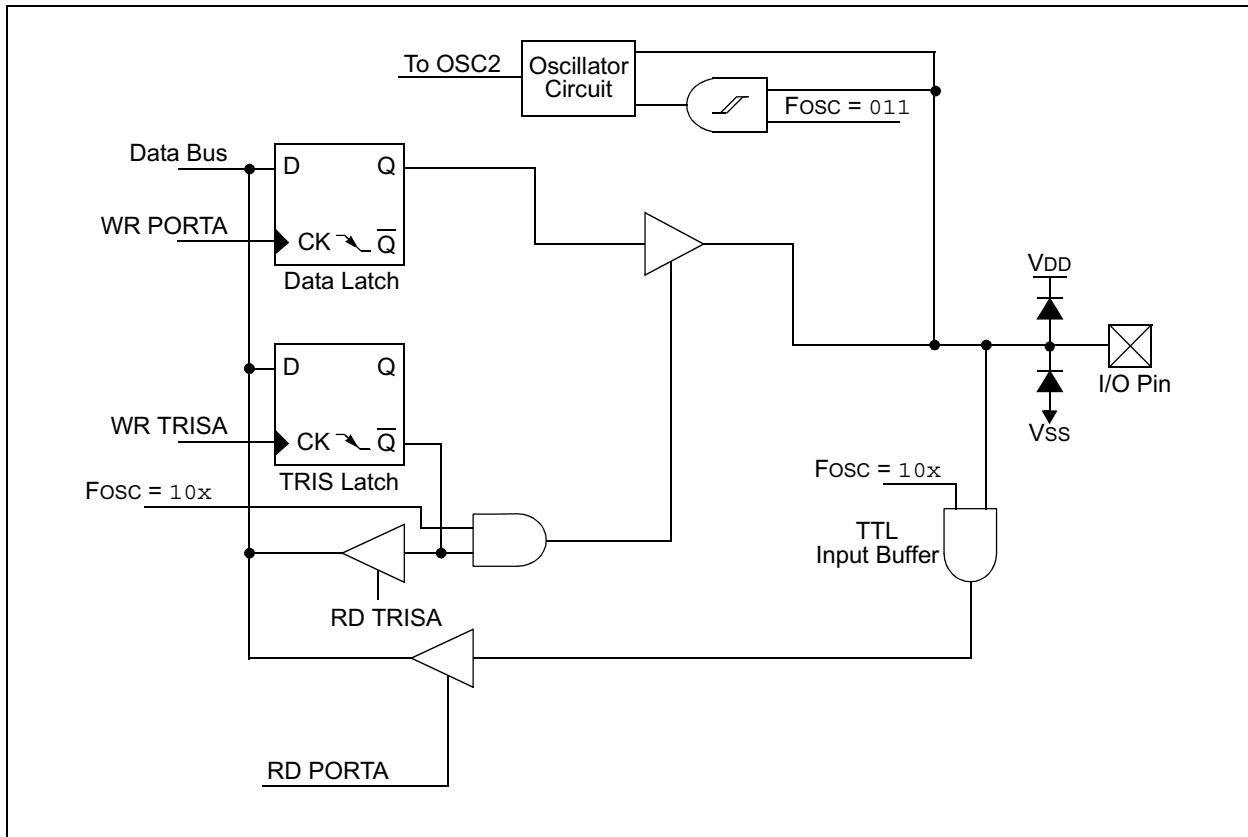 To OSC2
Oscillator
Circuit
FOSC = 011
Data Bus
D
Q
WR PORTA
CK
Q̅
Data Latch
VDD
D
Q
I/O Pin
WR TRISA
CK
Q̅
VSS
TRIS Latch
FOSC = 10x
FOSC = 10x
TTL
Input Buffer
RD TRISA
RD PORTA